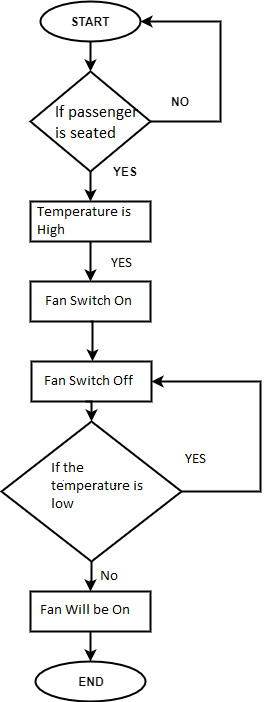 START
If passenger
is seated
NO
YES
Temperature is
High
YES
Fan Switch On
Fan Switch Off
If the
temperature is
low
YES
No
Fan Will be On
END